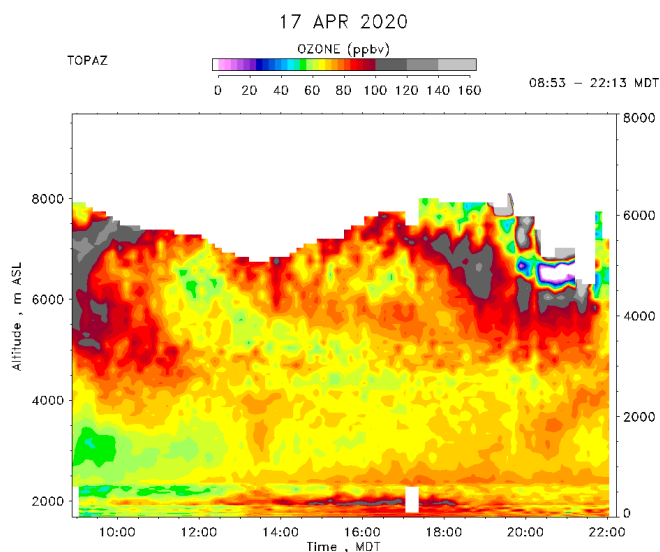 17 APR 2020
OZONE (ppbv)
TOPAZ
0 20 40 60 80 100 120 140 160
08:53 – 22:13 MDT
8000
8000
6000
6000
4000
4000
2000
2000
0
Altitude , m ASL
10:00 12:00 14:00 16:00 18:00 20:00 22:00
Time , MDT